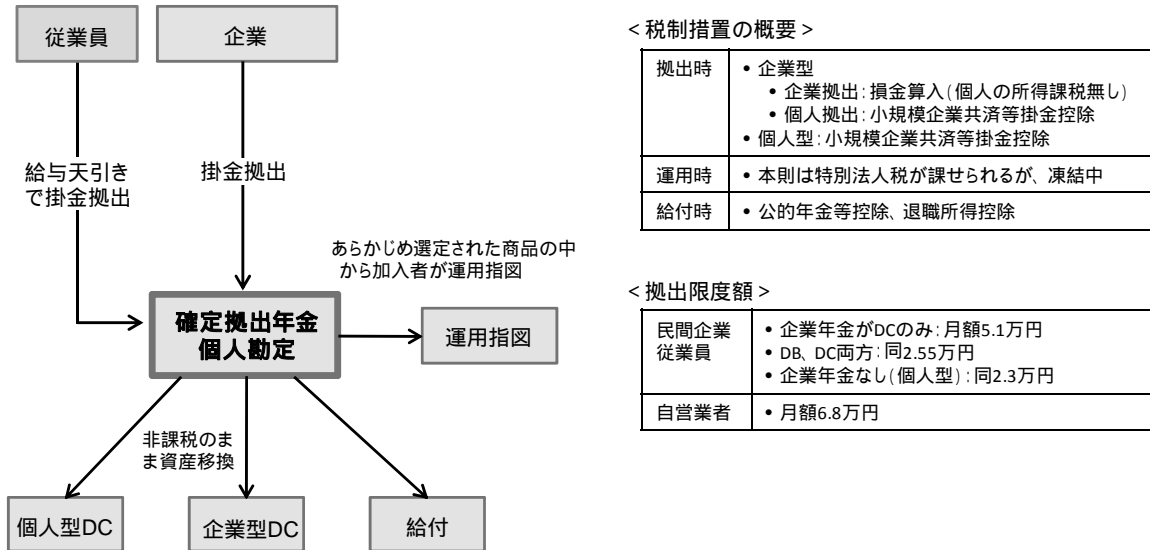 従業員
企業
給与天引き
で掛金拠出
掛金拠出
あらかじめ選定された商品の中
から加入者が運用指図
確定拠出年金
個人勘定
運用指図
非課税のま
ま資産移換
個人型DC
企業型DC
給付
<税制措置の概要>
拠出時
• 企業型
• 企業拠出:損金算入(個人の所得課税無し)
• 個人拠出:小規模企業共済等掛金控除
• 個人型:小規模企業共済等掛金控除
運用時
• 本則は特別法人税が課せられるが、凍結中
給付時
• 公的年金等控除、退職所得控除
<拠出限度額>
民間企業
従業員
• 企業年金がDCのみ:月額5.1万円
• DB、DC両方:同2.55万円
• 企業年金なし(個人型):同2.3万円
自営業者
• 月額6.8万円